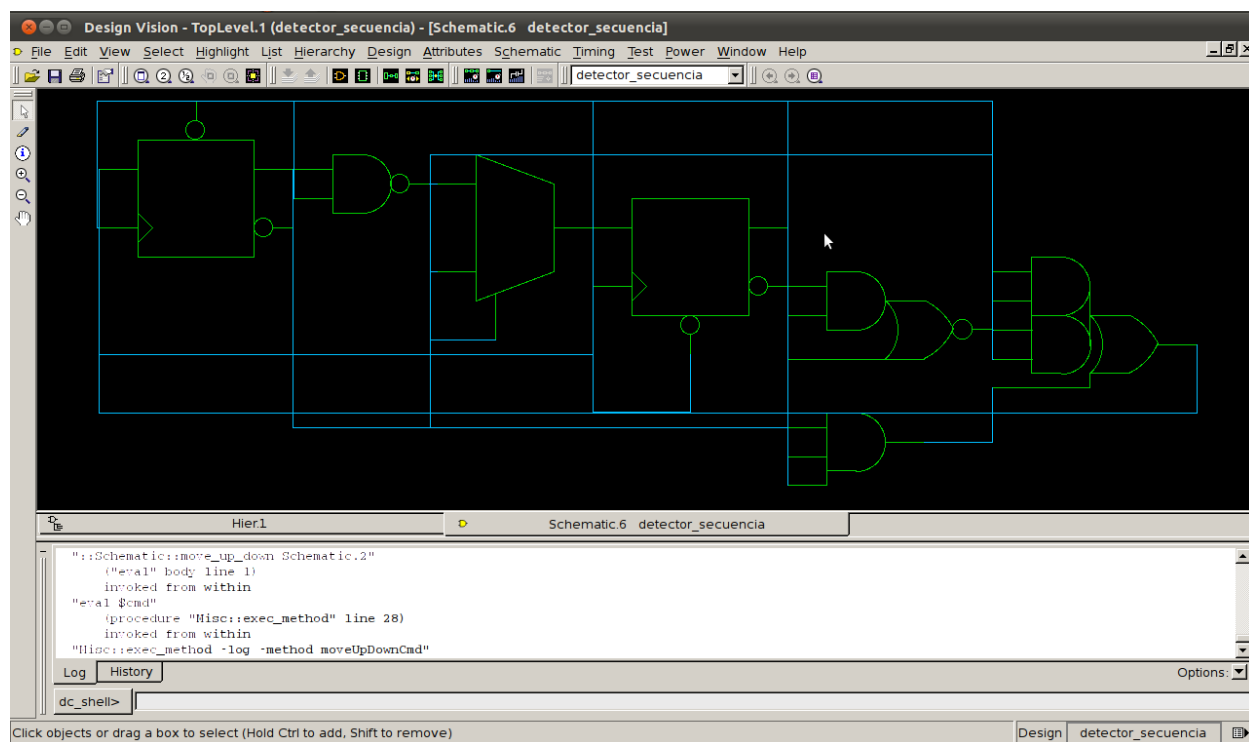 Design Vision - TopLevel.1 (detector_secuencia) - [Schematic.6 detector_secuencia]
File Edit View Select Highlight List Hierarchy Design Attributes Schematic Timing Test Power Window Help
detector_secuencia
Hier.1
Schematic.6 detector_secuencia
"::Schematic::move_up_down Schematic.2"
("eval" body line 1)
invoked from within
"eval $cmd"
(procedure "Misc::exec_method" line 28)
invoked from within
"Misc::exec_method -log -method moveUpDownCmd"
Log History
Options:
dc_shell>
Click objects or drag a box to select (Hold Ctrl to add, Shift to remove)
Design detector_secuencia